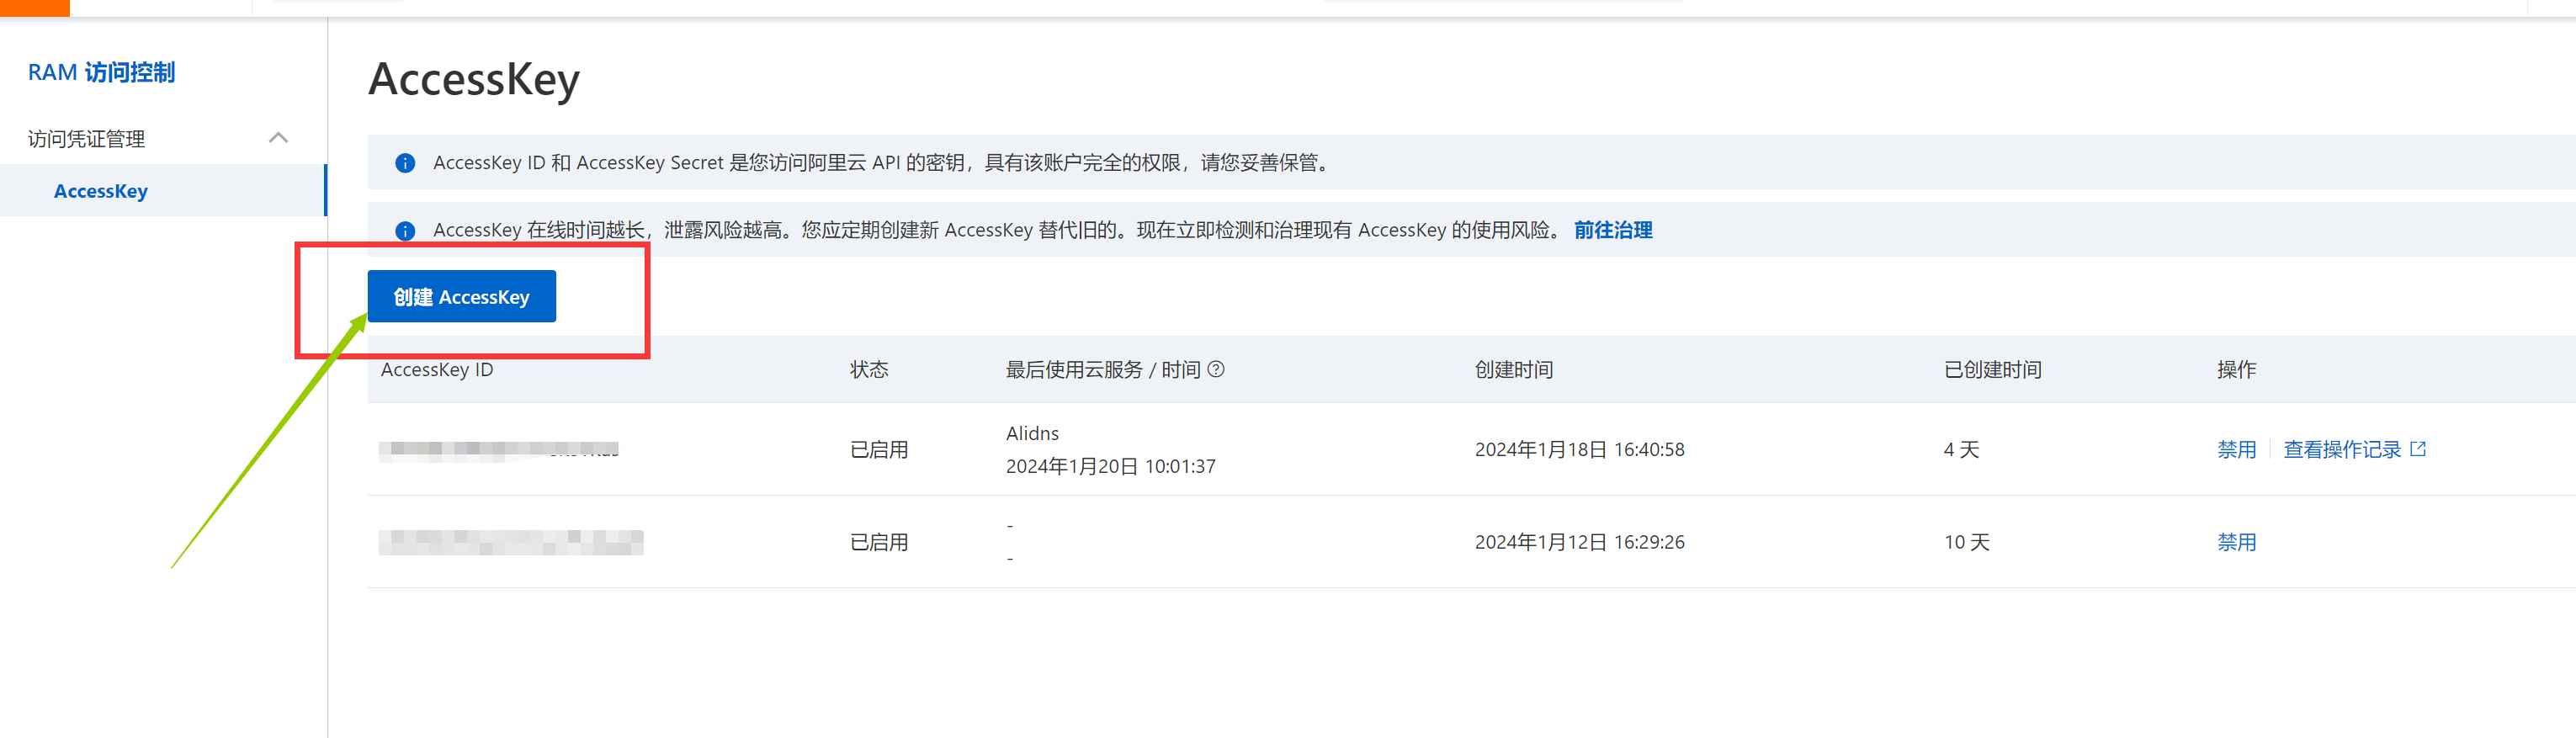 RAM 访问控制
访问凭证管理
AccessKey
AccessKey
AccessKey ID 和 AccessKey Secret 是您访问阿里云 API 的密钥，具有该账户完全的权限，请您妥善保管。
AccessKey 在线时间越长，泄露风险越高。您应定期创建新 AccessKey 替代旧的。现在立即检测和治理现有 AccessKey 的使用风险。 前往治理
创建 AccessKey
AccessKey ID 状态 最后使用云服务 / 时间 创建时间 已创建时间 操作
已启用 Alidns 2024年1月18日 16:40:58 4 天 禁用 查看操作记录
2024年1月20日 10:01:37
已启用 - 2024年1月12日 16:29:26 10 天 禁用
-